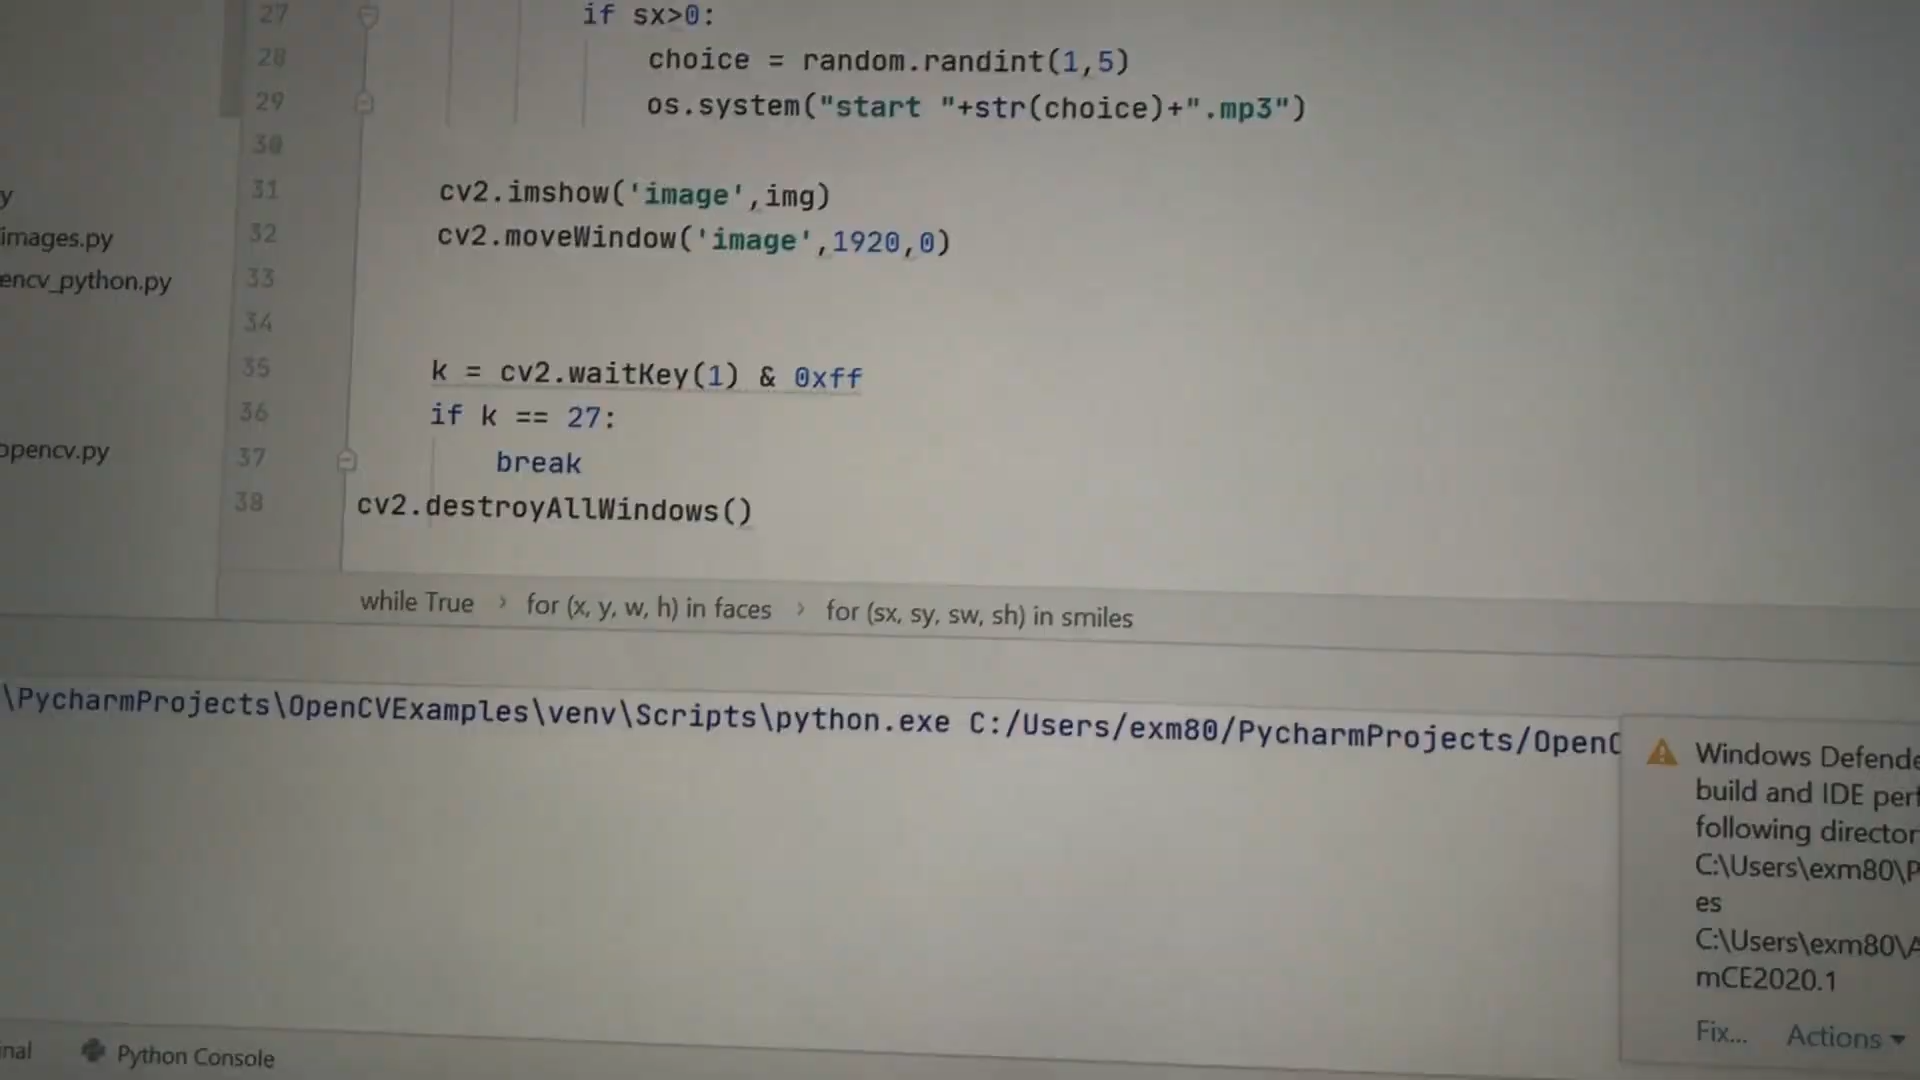 27 if sx>0:
28 choice = random.randint(1,5)
29 os.system("start "+str(choice)+".mp3")
30
31 cv2.imshow('image',img)
32 cv2.moveWindow('image',1920,0)
33
34
35 k = cv2.waitKey(1) & 0xff
36 if k == 27:
37 break
38 cv2.destroyAllWindows()
y
images.py
encv_python.py
opencv.py
while True > for (x, y, w, h) in faces > for (sx, sy, sw, sh) in smiles
\PycharmProjects\OpenCVExamples\venv\Scripts\python.exe C:/Users/exm80/PycharmProjects/OpenC
Windows Defende
build and IDE perf
following director
C:\Users\exm80\P
es
C:\Users\exm80\A
mCE2020.1
Fix... Actions
inal Python Console